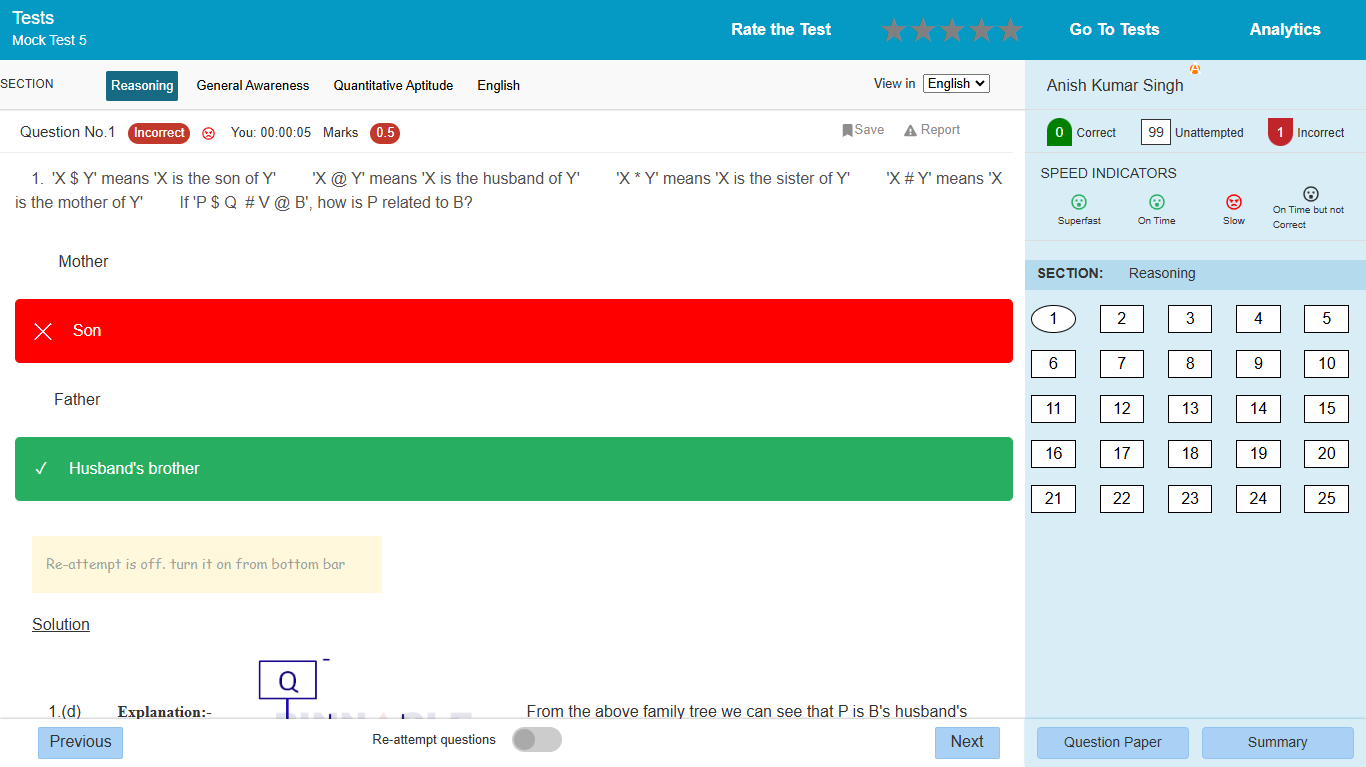 Tests
Mock Test 5
Rate the Test
Go To Tests
Analytics
SECTION
Reasoning
General Awareness
Quantitative Aptitude
English
View in
English
Anish Kumar Singh
Question No.1
Incorrect
You: 00:00:05
Marks
0.5
Save
Report
0 Correct
99 Unattempted
1 Incorrect
1. 'X $ Y' means 'X is the son of Y' 'X @ Y' means 'X is the husband of Y' 'X * Y' means 'X is the sister of Y' 'X # Y' means 'X
is the mother of Y' If 'P $ Q # V @ B', how is P related to B?
SPEED INDICATORS
Superfast
On Time
Slow
On Time but not
Correct
Mother
Son
Father
Husband's brother
SECTION: Reasoning
1 2 3 4 5
6 7 8 9 10
11 12 13 14 15
16 17 18 19 20
21 22 23 24 25
Re-attempt is off. turn it on from bottom bar
Solution
Q
1.(d) Explanation:- From the above family tree we can see that P is B's husband's
Previous
Re-attempt questions
Next
Question Paper
Summary